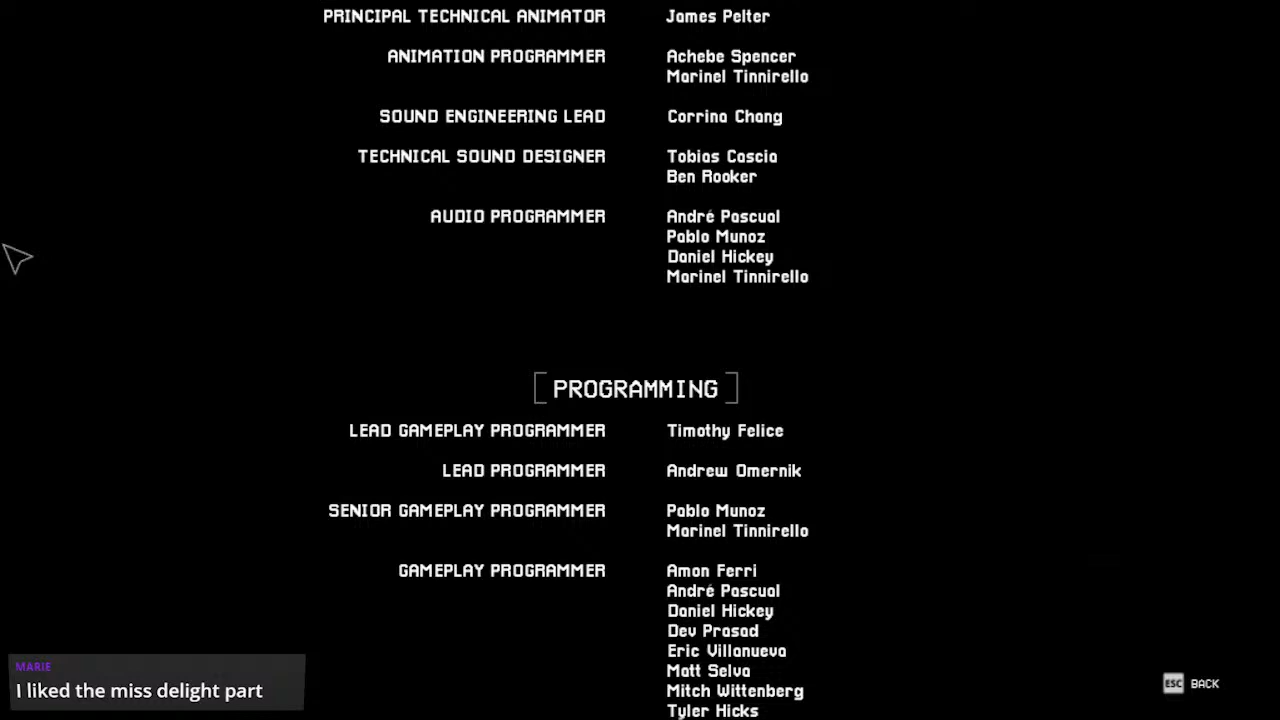 PRINCIPAL TECHNICAL ANIMATOR James Pelter
ANIMATION PROGRAMMER Achebe Spencer
Marinel Tinnirello
SOUND ENGINEERING LEAD Corrina Chang
TECHNICAL SOUND DESIGNER Tobias Cascia
Ben Rooker
AUDIO PROGRAMMER André Pascual
Pablo Munoz
Daniel Hickey
Marinel Tinnirello
PROGRAMMING
LEAD GAMEPLAY PROGRAMMER Timothy Felice
LEAD PROGRAMMER Andrew Omernik
SENIOR GAMEPLAY PROGRAMMER Pablo Munoz
Marinel Tinnirello
GAMEPLAY PROGRAMMER Amon Ferri
André Pascual
Daniel Hickey
Dev Prasad
Eric Villanueva
Matt Selva
Mitch Wittenberg
Tyler Hicks
MARIE
I liked the miss delight part
ESC BACK